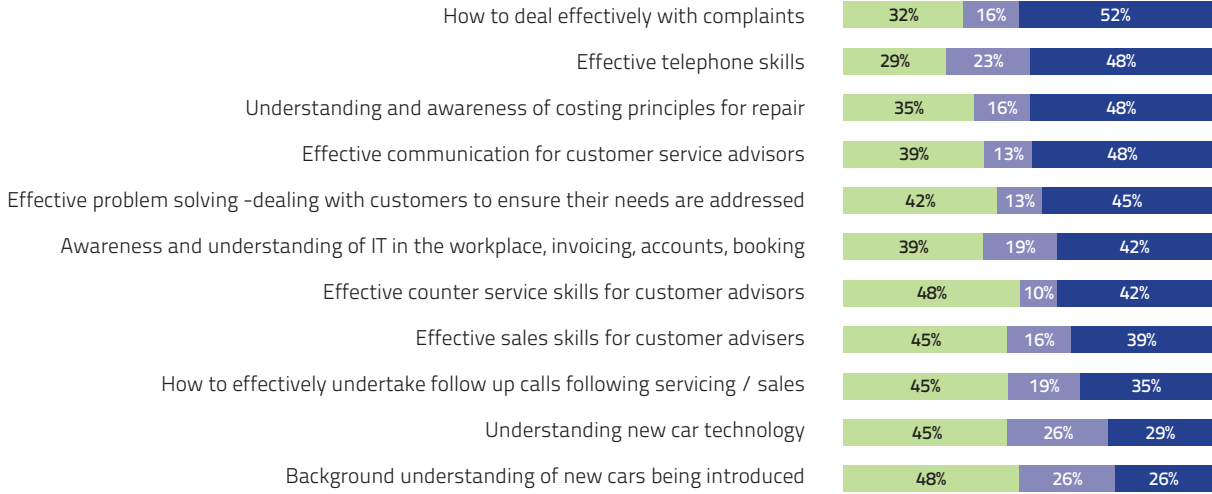 How to deal effectively with complaints 32% 16% 52%
Effective telephone skills 29% 23% 48%
Understanding and awareness of costing principles for repair 35% 16% 48%
Effective communication for customer service advisors 39% 13% 48%
Effective problem solving -dealing with customers to ensure their needs are addressed 42% 13% 45%
Awareness and understanding of IT in the workplace, invoicing, accounts, booking 39% 19% 42%
Effective counter service skills for customer advisors 48% 10% 42%
Effective sales skills for customer advisers 45% 16% 39%
How to effectively undertake follow up calls following servicing / sales 45% 19% 35%
Understanding new car technology 45% 26% 29%
Background understanding of new cars being introduced 48% 26% 26%